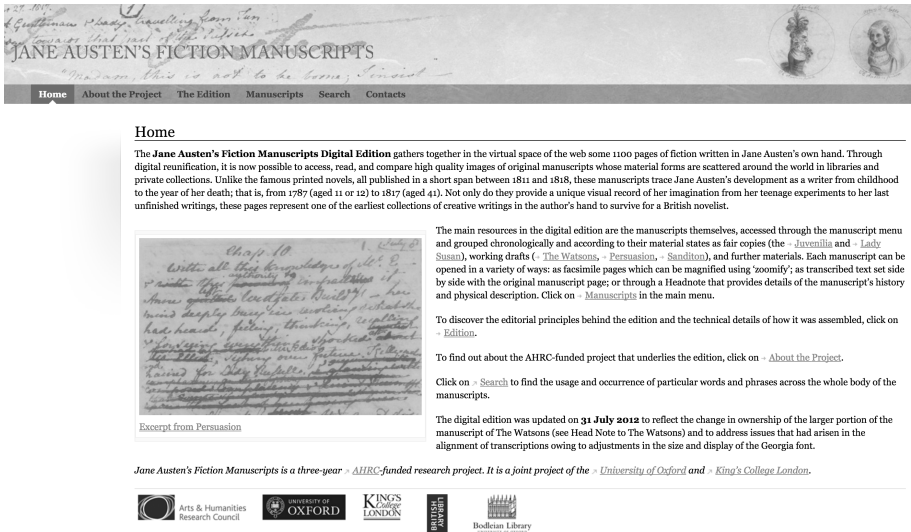 JANE AUSTEN'S FICTION MANUSCRIPTS
"Madam, this is not to be borne;
Home About the Project The Edition Manuscripts Search Contacts
Home
The Jane Austen's Fiction Manuscripts Digital Edition gathers together in the virtual space of the web some 1100 pages of fiction written in Jane Austen's own hand. Through
digital reunification, it is now possible to access, read, and compare high quality images of original manuscripts whose material forms are scattered around the world in libraries and
private collections. Unlike the famous printed novels, all published in a short span between 1811 and 1818, these manuscripts trace Jane Austen's development as a writer from childhood
to the year of her death; that is, from 1787 (aged 11 or 12) to 1817 (aged 41). Not only do they provide a unique visual record of her imagination from her teenage experiments to her last
unfinished writings, these pages represent one of the earliest collections of creative writings in the author's hand to survive for a British novelist.
Chap. 10. July 8
With all this knowledge of Mr E—
Excerpt from Persuasion
The main resources in the digital edition are the manuscripts themselves, accessed through the manuscript menu
and grouped chronologically and according to their material states as fair copies (the Juvenilia and Lady
Susan), working drafts (The Watsons, Persuasion, Sanditon), and further materials. Each manuscript can be
opened in a variety of ways: as facsimile pages which can be magnified using 'zoomify'; as transcribed text set side
by side with the original manuscript page; or through a Headnote that provides details of the manuscript's history
and physical description. Click on Manuscripts in the main menu.
To discover the editorial principles behind the edition and the technical details of how it was assembled, click on
Edition.
To find out about the AHRC-funded project that underlies the edition, click on About the Project.
Click on Search to find the usage and occurrence of particular words and phrases across the whole body of the
manuscripts.
The digital edition was updated on 31 July 2012 to reflect the change in ownership of the larger portion of the
manuscript of The Watsons (see Head Note to The Watsons) and to address issues that had arisen in the
alignment of transcriptions owing to adjustments in the size and display of the Georgia font.
Jane Austen's Fiction Manuscripts is a three-year AHRC-funded research project. It is a joint project of the University of Oxford and King's College London.
Arts & Humanities
Research Council
UNIVERSITY OF
OXFORD
KING'S
College
LONDON
BRITISH
LIBRARY
Bodleian Library